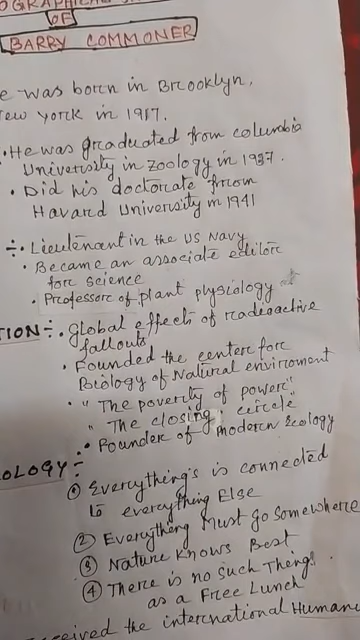 OGRAPHICAL
OF
BARRY COMMONER
e was born in Brooklyn,
ew York in 1917.
• He was graduated from columbia
University in zoology in 1937.
• Did his doctorate from
Havard University in 1941
÷. Lieutenant in the US Navy
• Became an associate editor
for science
• Professor of plant physiology at
TION ÷ . Global effects of radioactive
fallouts
• Founded the center for
Biology of Natural enviroment
• " The poverty of power"
" The closing circle"
• Founder of modern Ecology
OLOGY ÷
① Everything's is connected
to everything Else
② Everything Must Go Somewhere
③ Nature Knows Best
④ There is no such Thing
as a Free Lunch
eceived the international Humani